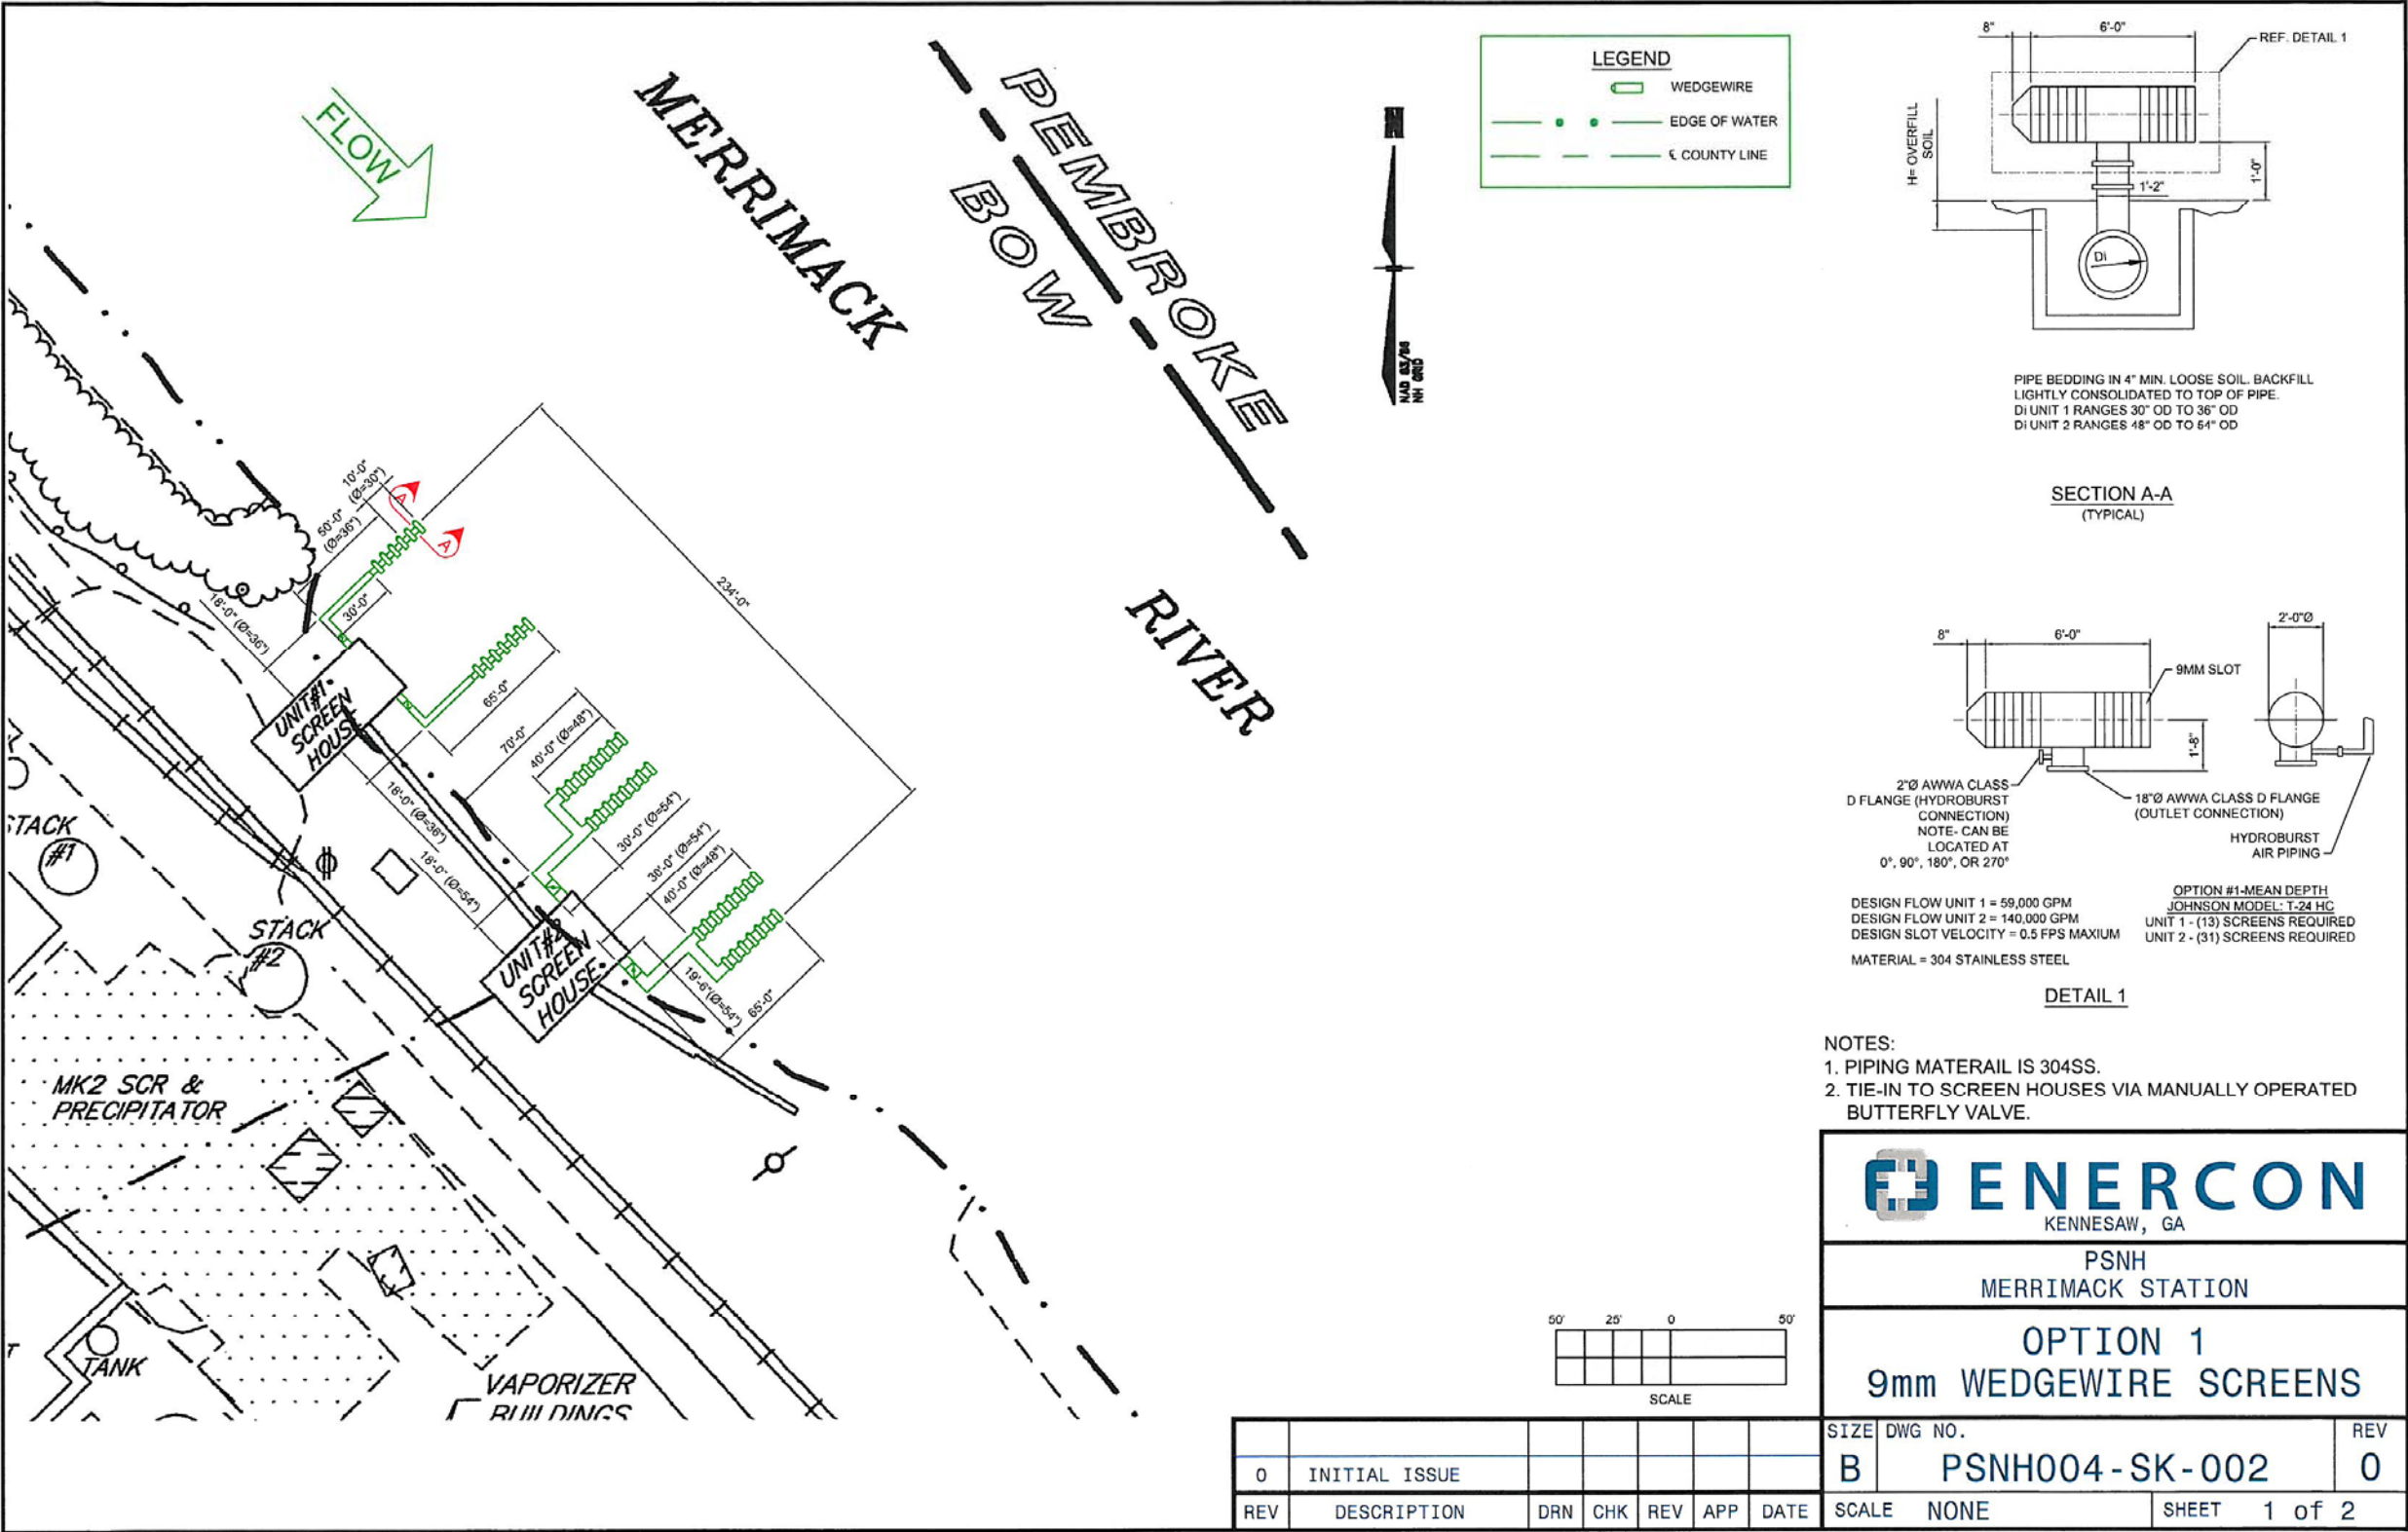 FLOW
MERRIMACK
PEMBROKE
BOW
RIVER
NAD 83/86
NH GRID
N
LEGEND
WEDGEWIRE
EDGE OF WATER
℄ COUNTY LINE
8"
6'-0"
REF. DETAIL 1
H= OVERFILL
SOIL
1'-2"
1'-0"
Di
PIPE BEDDING IN 4" MIN. LOOSE SOIL. BACKFILL
LIGHTLY CONSOLIDATED TO TOP OF PIPE.
Di UNIT 1 RANGES 30" OD TO 36" OD
Di UNIT 2 RANGES 48" OD TO 54" OD
SECTION A-A
(TYPICAL)
10'-0"
(Ø=30")
50'-0"
(Ø=36")
A
A
30'-0"
18'-0" (Ø=36")
234'-0"
65'-0"
70'-0"
40'-0" (Ø=48")
UNIT#1
SCREEN
HOUS
18'-0" (Ø=36")
18'-0" (Ø=54")
30'-0" (Ø=54")
30'-0" (Ø=54")
40'-0" (Ø=48")
UNIT#2
SCREEN
HOUSE
19'-6"(Ø=54")
65'-0"
STACK
#1
STACK
#2
MK2 SCR &
PRECIPITATOR
TANK
VAPORIZER
BUILDINGS
8"
6'-0"
2'-0"Ø
9MM SLOT
1'-8"
2"Ø AWWA CLASS
D FLANGE (HYDROBURST
CONNECTION)
NOTE- CAN BE
LOCATED AT
0°, 90°, 180°, OR 270°
18"Ø AWWA CLASS D FLANGE
(OUTLET CONNECTION)
HYDROBURST
AIR PIPING
DESIGN FLOW UNIT 1 = 59,000 GPM
DESIGN FLOW UNIT 2 = 140,000 GPM
DESIGN SLOT VELOCITY = 0.5 FPS MAXIUM
MATERIAL = 304 STAINLESS STEEL
OPTION #1-MEAN DEPTH
JOHNSON MODEL: T-24 HC
UNIT 1 - (13) SCREENS REQUIRED
UNIT 2 - (31) SCREENS REQUIRED
DETAIL 1
NOTES:
1. PIPING MATERAIL IS 304SS.
2. TIE-IN TO SCREEN HOUSES VIA MANUALLY OPERATED
BUTTERFLY VALVE.
ENERCON
KENNESAW, GA
PSNH
MERRIMACK STATION
OPTION 1
9mm WEDGEWIRE SCREENS
50' 25' 0 50'
SCALE
SIZE DWG NO. REV
B PSNH004-SK-002 0
SCALE NONE SHEET 1 of 2
0 INITIAL ISSUE
REV DESCRIPTION DRN CHK REV APP DATE